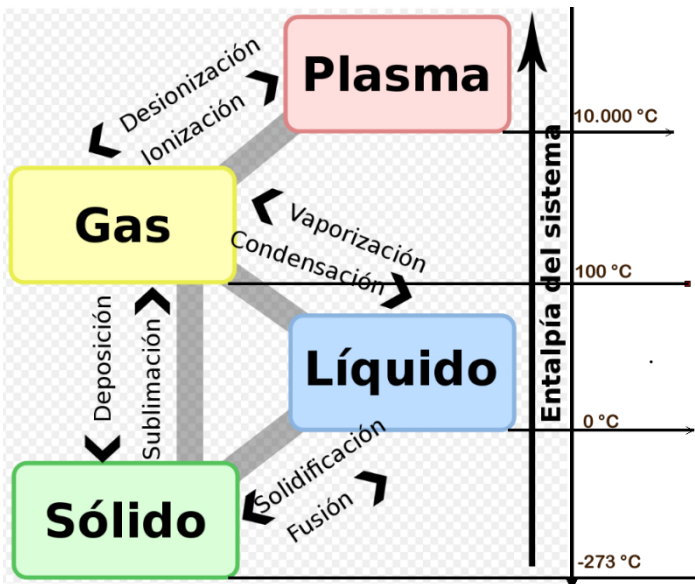 Plasma
Desionización
Ionización
10.000 °C
Gas
Vaporización
Condensación
Entalpía del sistema
100 °C
Deposición
Sublimación
Líquido
0 °C
Solidificación
Fusión
Sólido
-273 °C